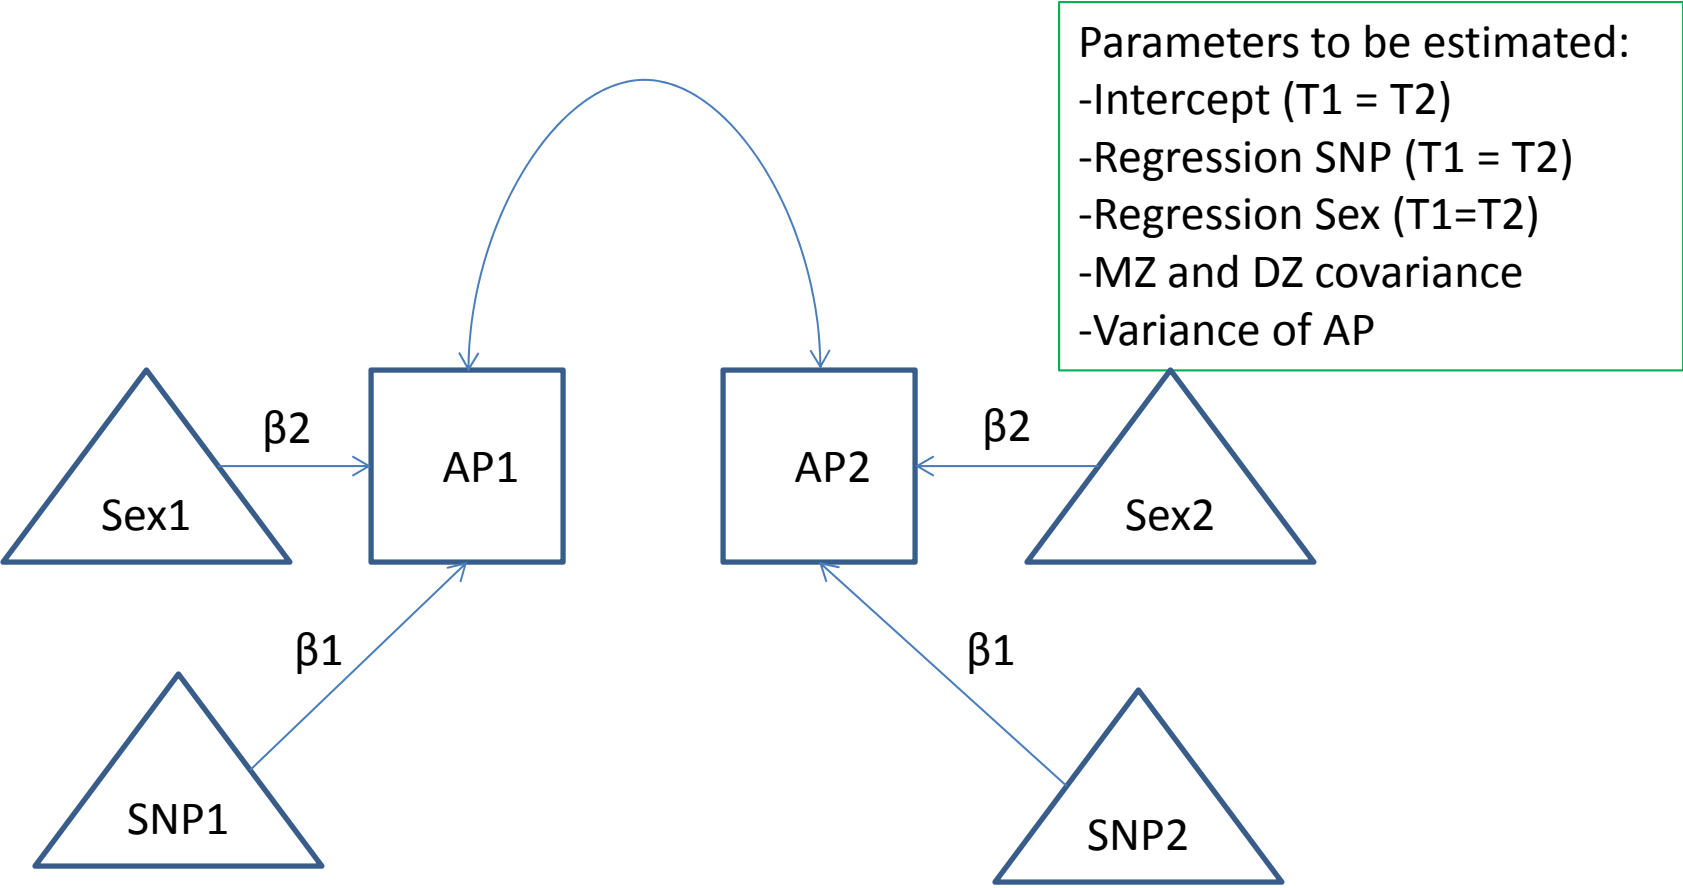 Parameters to be estimated:
-Intercept (T1 = T2)
-Regression SNP (T1 = T2)
-Regression Sex (T1=T2)
-MZ and DZ covariance
-Variance of AP
β2
β2
AP1
AP2
Sex1
Sex2
β1
β1
SNP1
SNP2